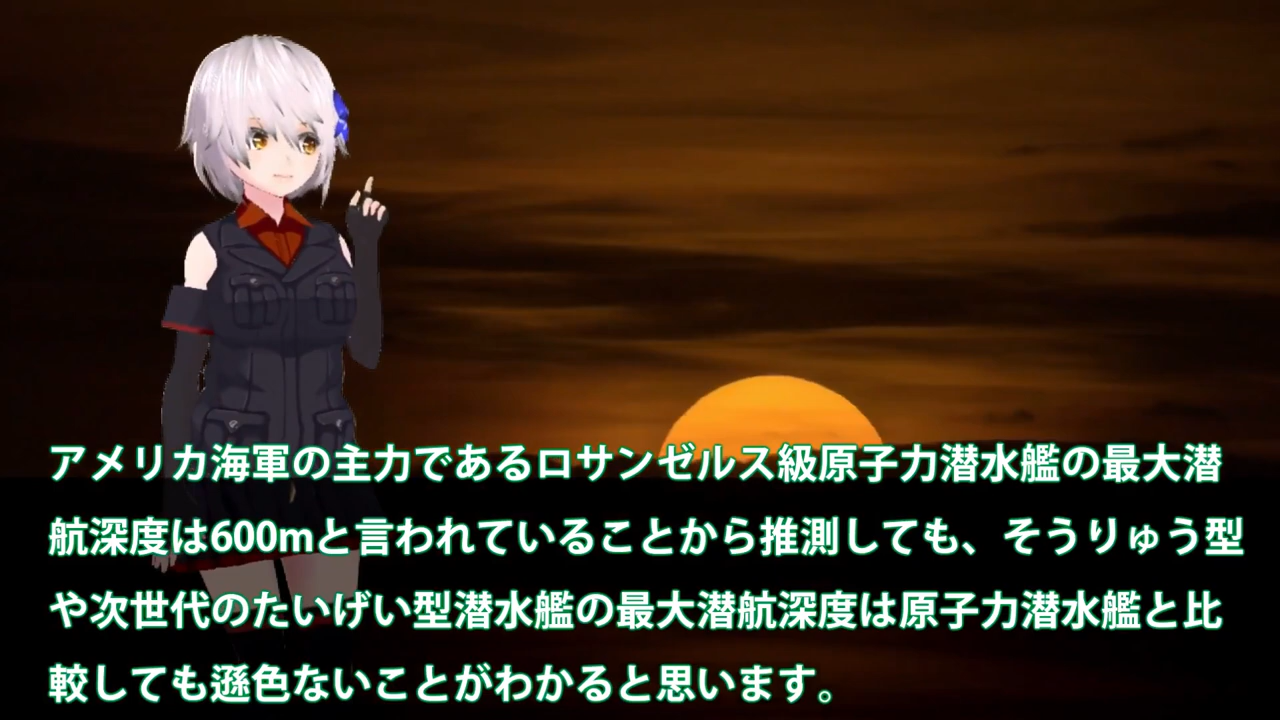 アメリカ海軍の主力であるロサンゼルス級原子力潜水艦の最大潜
航深度は600mと言われていることから推測しても、そうりゅう型
や次世代のたいげい型潜水艦の最大潜航深度は原子力潜水艦と比
較しても遜色ないことがわかると思います。